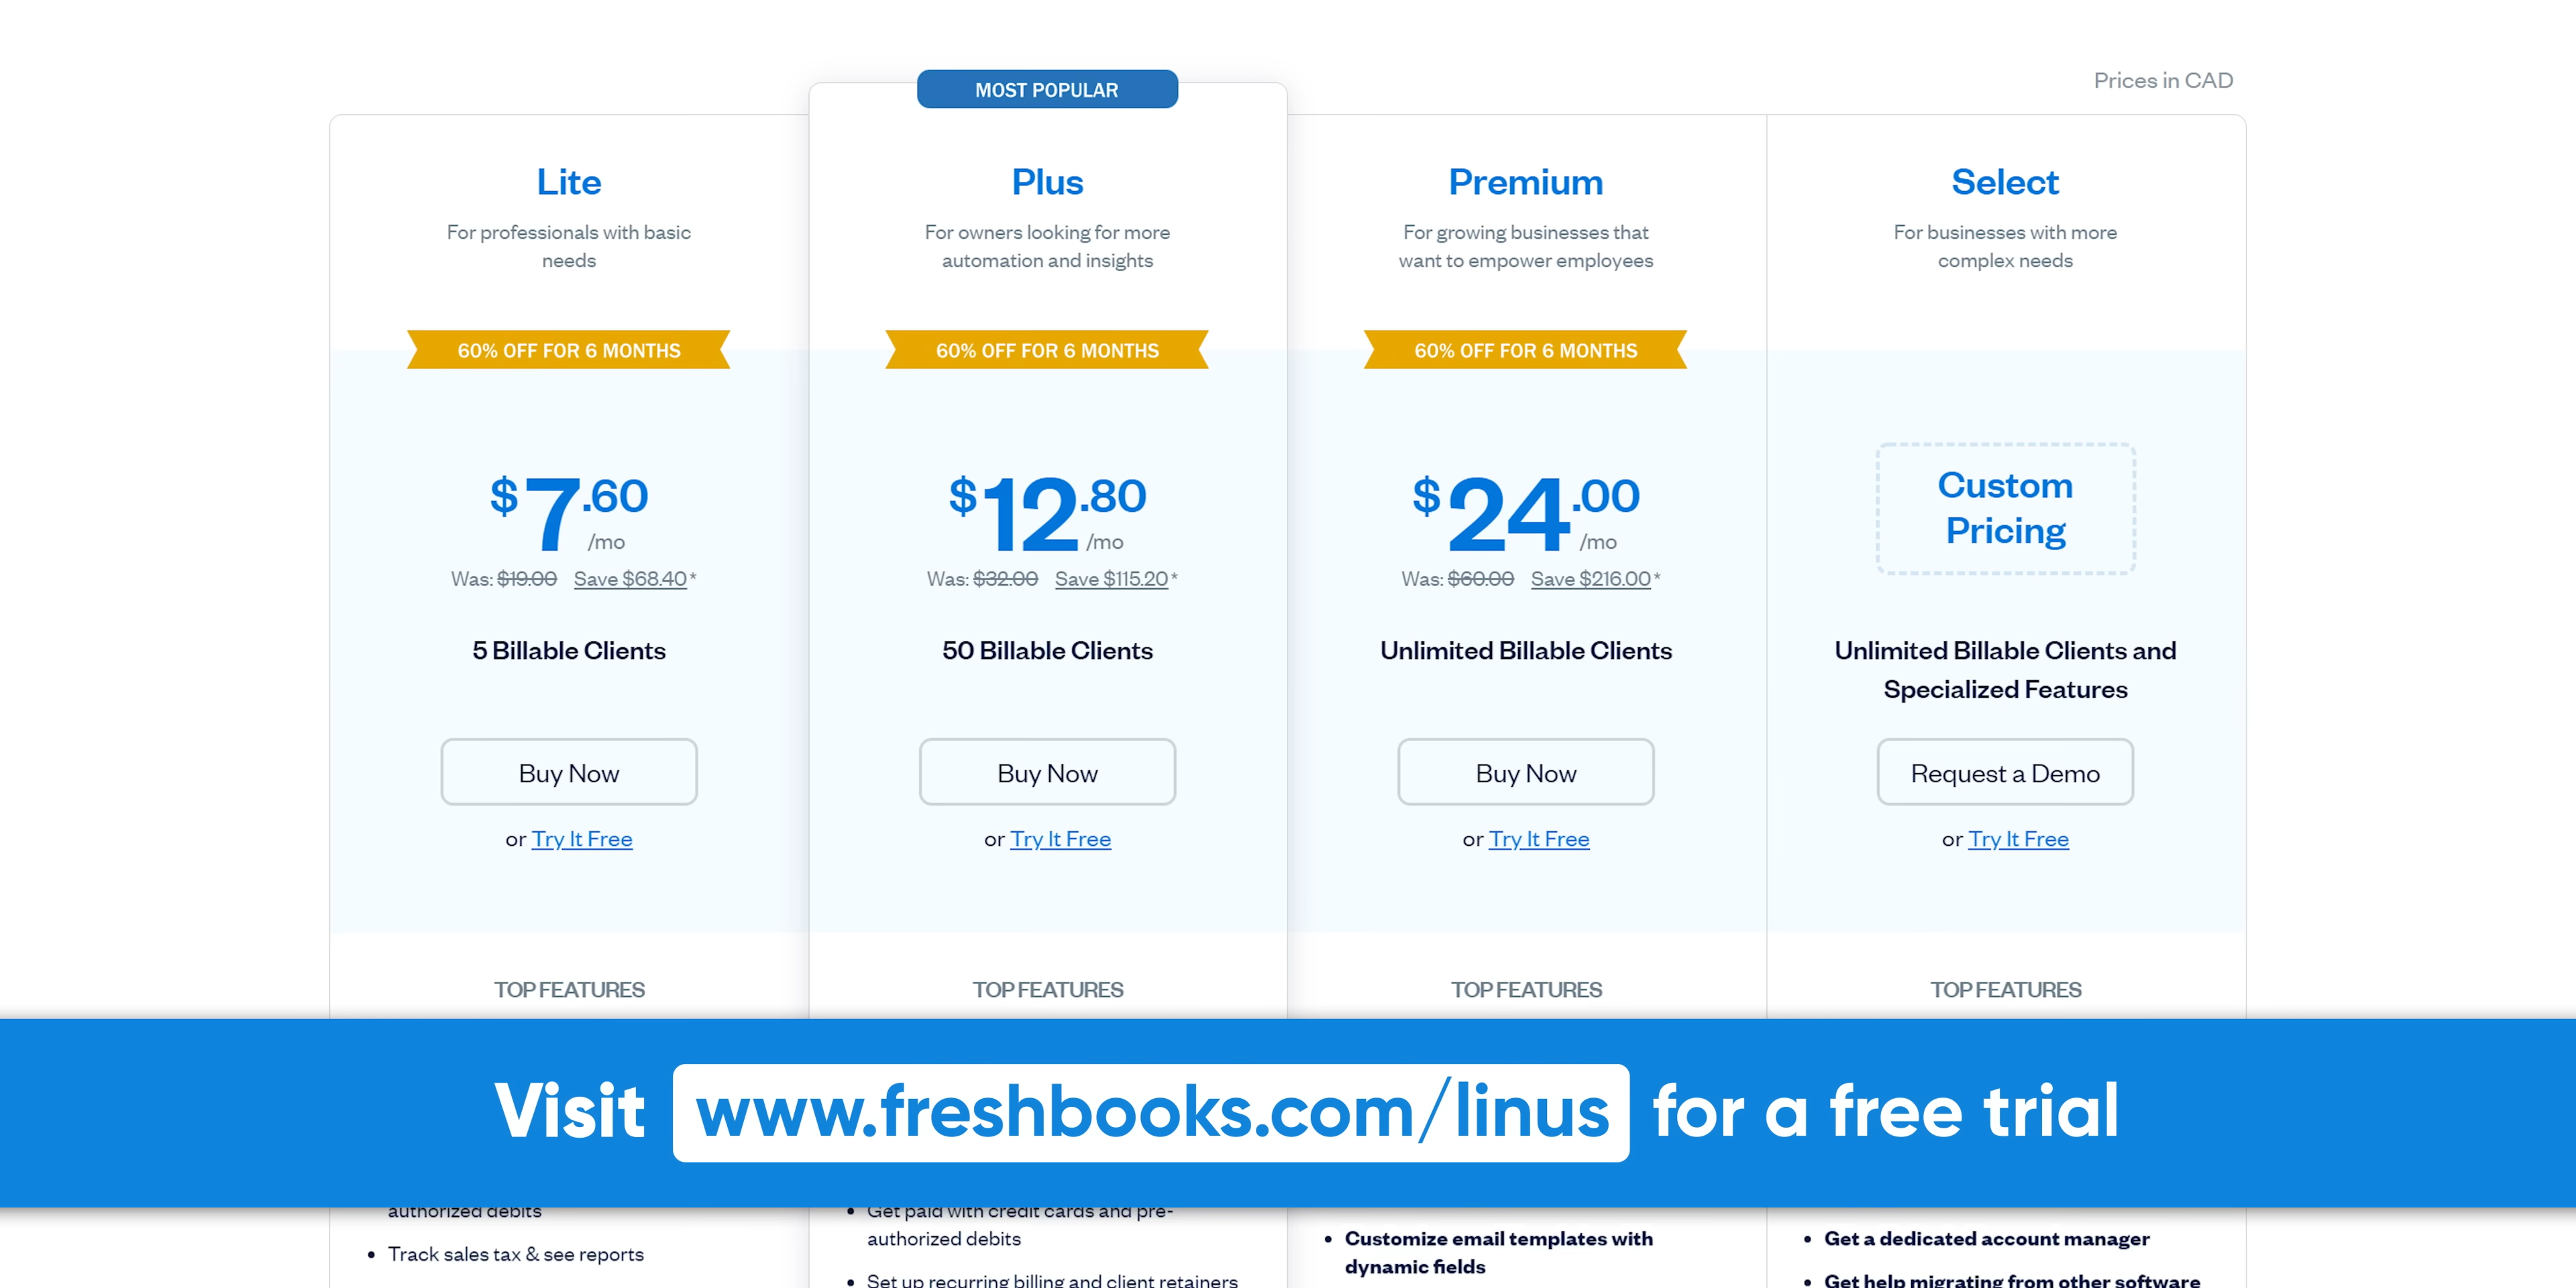 Prices in CAD
MOST POPULAR
Lite
For professionals with basic
needs
60% OFF FOR 6 MONTHS
$7.60
/mo
Was: $19.00 Save $68.40*
5 Billable Clients
Buy Now
or Try It Free
TOP FEATURES
Plus
For owners looking for more
automation and insights
60% OFF FOR 6 MONTHS
$12.80
/mo
Was: $32.00 Save $115.20*
50 Billable Clients
Buy Now
or Try It Free
TOP FEATURES
Premium
For growing businesses that
want to empower employees
60% OFF FOR 6 MONTHS
$24.00
/mo
Was: $60.00 Save $216.00*
Unlimited Billable Clients
Buy Now
or Try It Free
TOP FEATURES
Select
For businesses with more
complex needs
Custom
Pricing
Unlimited Billable Clients and
Specialized Features
Request a Demo
or Try It Free
TOP FEATURES
Visit www.freshbooks.com/linus for a free trial
authorized debits
• Track sales tax & see reports
• Get paid with credit cards and pre-
authorized debits
• Set up recurring billing and client retainers
• Customize email templates with
dynamic fields
• Get a dedicated account manager
• Get help migrating from other software